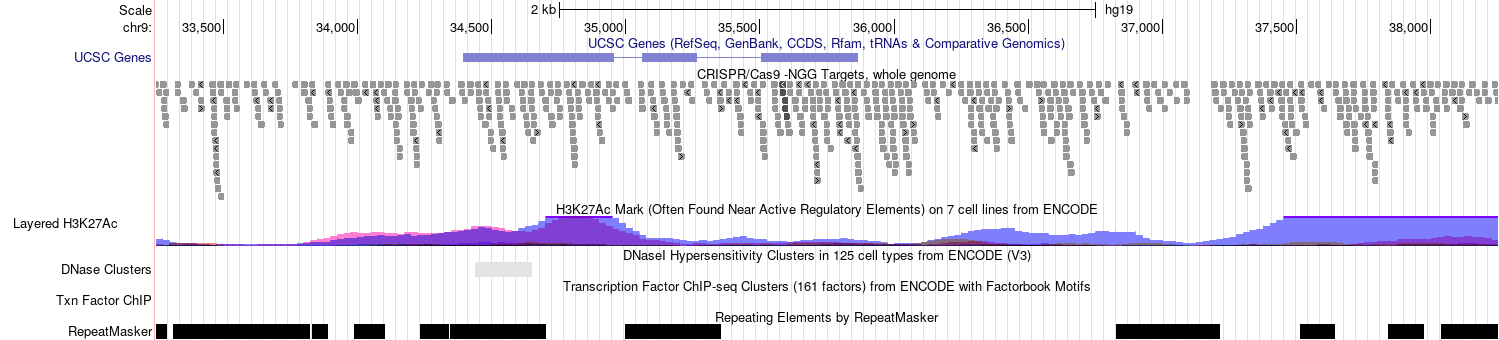 Scale 2 kb hg19
chr9: 33,500 34,000 34,500 35,000 35,500 36,000 36,500 37,000 37,500 38,000
UCSC Genes (RefSeq, GenBank, CCDS, Rfam, tRNAs & Comparative Genomics)
UCSC Genes
CRISPR/Cas9 -NGG Targets, whole genome
H3K27Ac Mark (Often Found Near Active Regulatory Elements) on 7 cell lines from ENCODE
Layered H3K27Ac
DNaseI Hypersensitivity Clusters in 125 cell types from ENCODE (V3)
DNase Clusters
Transcription Factor ChIP-seq Clusters (161 factors) from ENCODE with Factorbook Motifs
Txn Factor ChIP
Repeating Elements by RepeatMasker
RepeatMasker